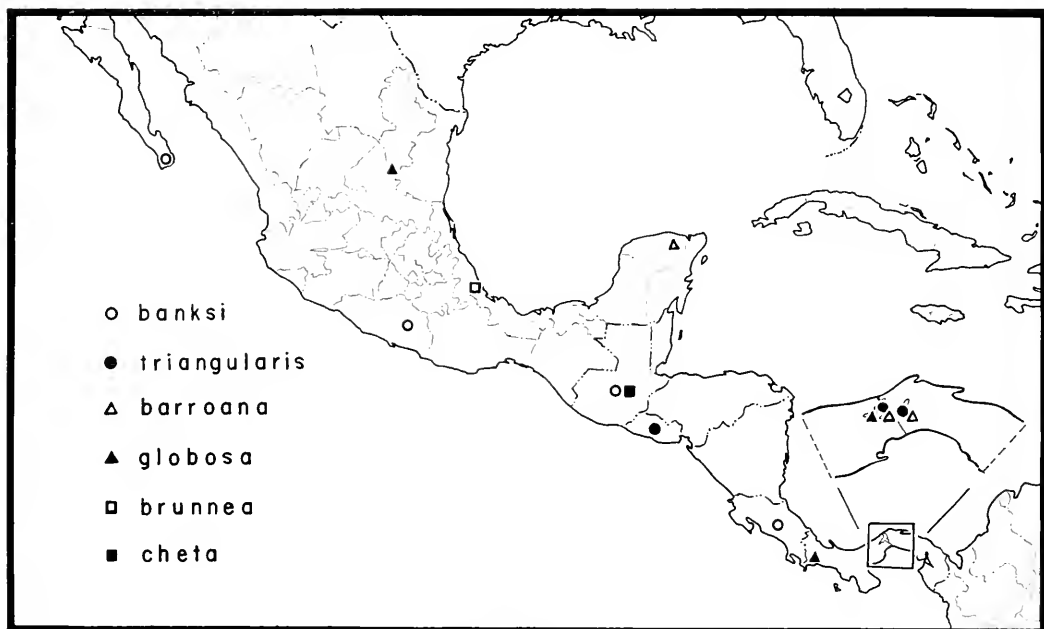 banksi
triangularis
barroana
globosa
brunnea
cheta